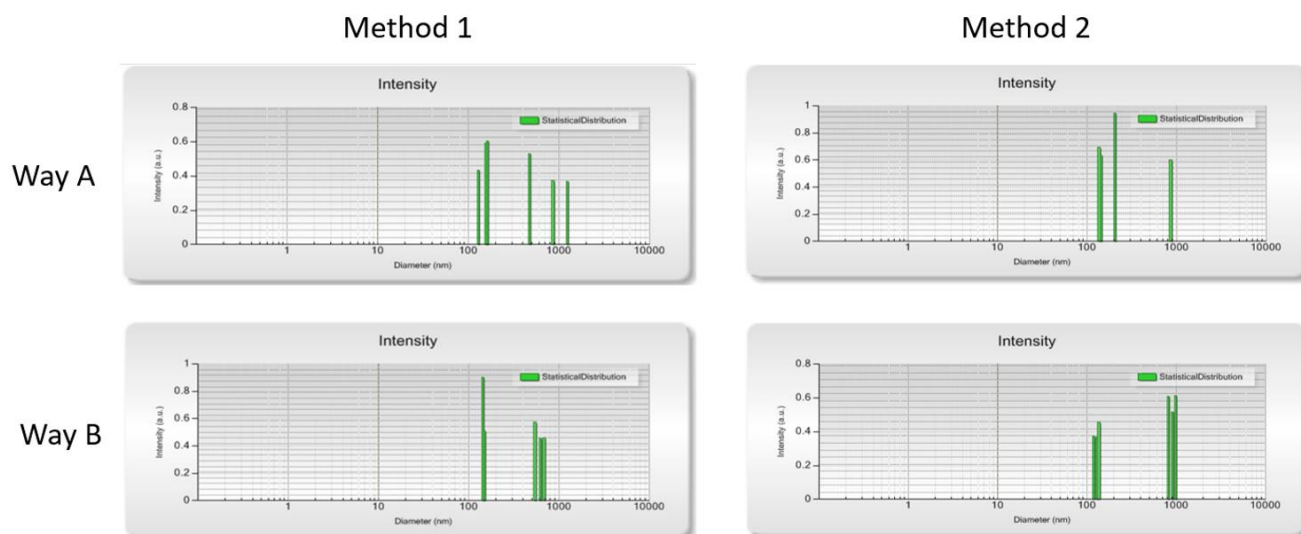 Method 1
Method 2
Way A
Intensity
Intensity (a.u.)
0.8
0.6
0.4
0.2
0
StatisticalDistribution
1
10
100
1000
10000
Diameter (nm)
Intensity
Intensity (a.u.)
1
0.8
0.6
0.4
0.2
0
StatisticalDistribution
1
10
100
1000
10000
Diameter (nm)
Way B
Intensity
Intensity (a.u.)
1
0.8
0.6
0.4
0.2
0
StatisticalDistribution
1
10
100
1000
10000
Diameter (nm)
Intensity
Intensity (a.u.)
0.8
0.6
0.4
0.2
0
StatisticalDistribution
1
10
100
1000
10000
Diameter (nm)